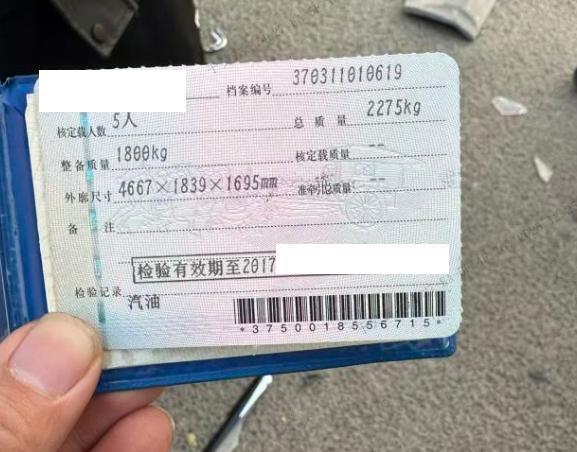 档案编号 370311010619
核定载人数 5人 总质量 2275kg
整备质量 1800kg 核定载质量 --
外廓尺寸 4667×1839×1695mm 准牵引总质量 --
备注
检验有效期至2017
检验记录
汽油
*3750018556715*